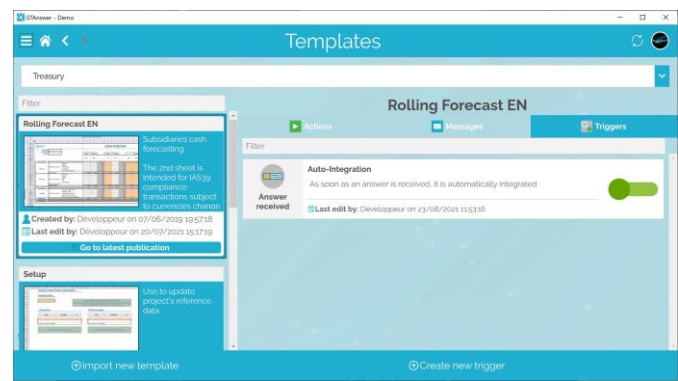 GTAnswer - Demo
Templates
Treasury
Filter
Rolling Forecast EN
Subsidiaries cash
forecasting
The 2nd sheet is
intended for IAS39
compliance:
transactions subject
to currencies change
Created by: Développeur on 07/06/2019 19:57:18
Last edit by: Développeur on 20/07/2021 15:17:19
Go to latest publication
Setup
Use to update
project's reference
data
Import new template
Rolling Forecast EN
Actions
Messages
Triggers
Filter
Answer
received
Auto-Integration
As soon as an answer is received, it is automatically integrated
Last edit by: Développeur on 23/08/2021 11:53:16
Create new trigger